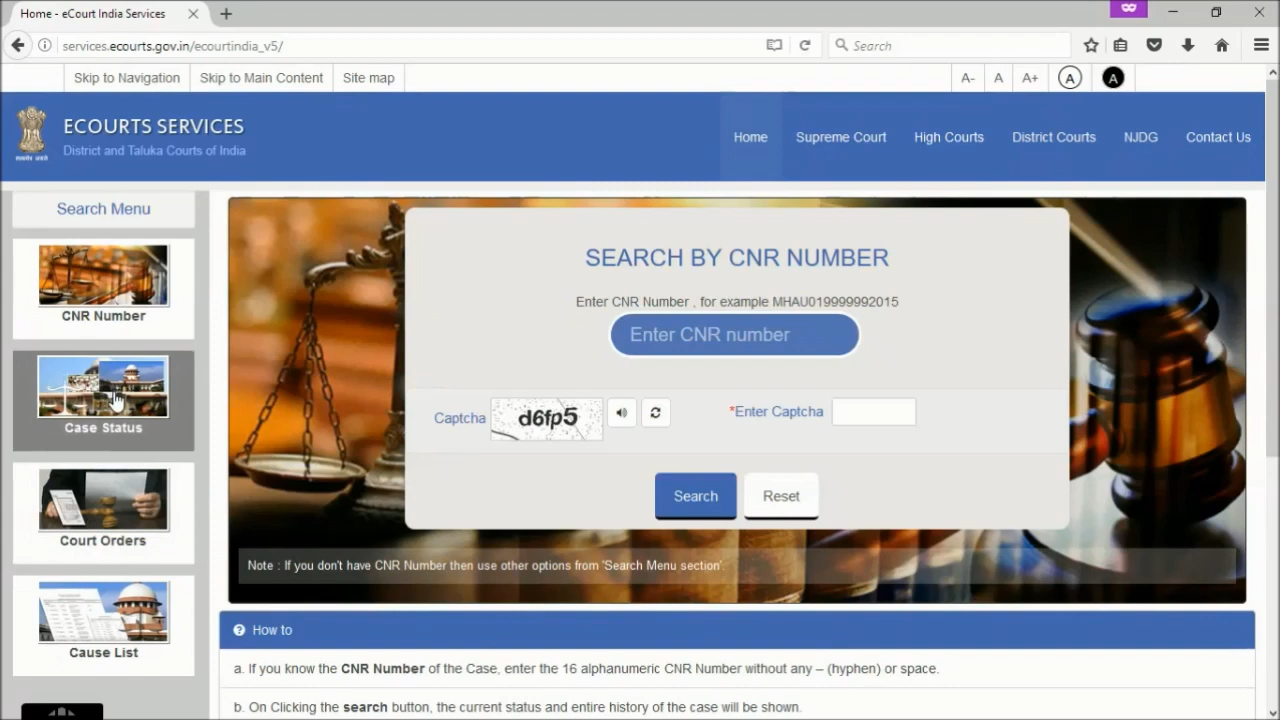 Home - eCourt India Services
services.ecourts.gov.in/ecourtindia_v5/
Search
Skip to Navigation
Skip to Main Content
Site map
A-
A
A+
A
A
ECOURTS SERVICES
District and Taluka Courts of India
सत्यमेव जयते
Home
Supreme Court
High Courts
District Courts
NJDG
Contact Us
Search Menu
CNR Number
Case Status
Court Orders
Cause List
SEARCH BY CNR NUMBER
Enter CNR Number , for example MHAU019999992015
Enter CNR number
Captcha
d6fp5
*Enter Captcha
Search
Reset
Note : If you don't have CNR Number then use other options from 'Search Menu section'.
How to
a. If you know the CNR Number of the Case, enter the 16 alphanumeric CNR Number without any – (hyphen) or space.
b. On Clicking the search button, the current status and entire history of the case will be shown.